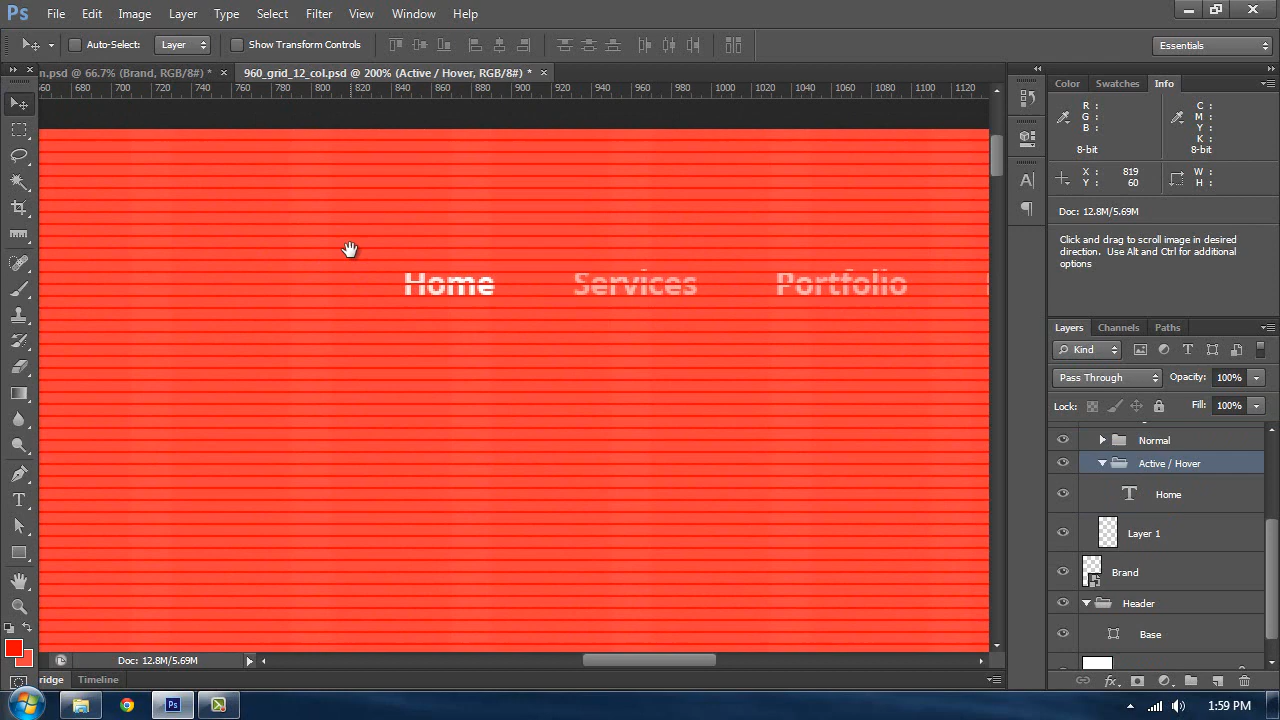 Ps File Edit Image Layer Type Select Filter View Window Help
Auto-Select: Layer Show Transform Controls Essentials
n.psd @ 66.7% (Brand, RGB/8#) * × 960_grid_12_col.psd @ 200% (Active / Hover, RGB/8#) * ×
Color Swatches Info
660 680 700 720 740 760 780 800 820 840 860 880 900 920 940 960 980 1000 1020 1040 1060 1080 1100 1120
R : C :
G : M :
B : Y :
K :
8-bit 8-bit
X : 819 W :
Y : 60 H :
Doc: 12.8M/5.69M
Click and drag to scroll image in desired
direction. Use Alt and Ctrl for additional
options
Home Services Portfolio
Layers Channels Paths
Kind
Pass Through Opacity: 100%
Lock: Fill: 100%
Normal
Active / Hover
T Home
Layer 1
Brand
Header
Base
Doc: 12.8M/5.69M
ridge Timeline
Ps 1:59 PM